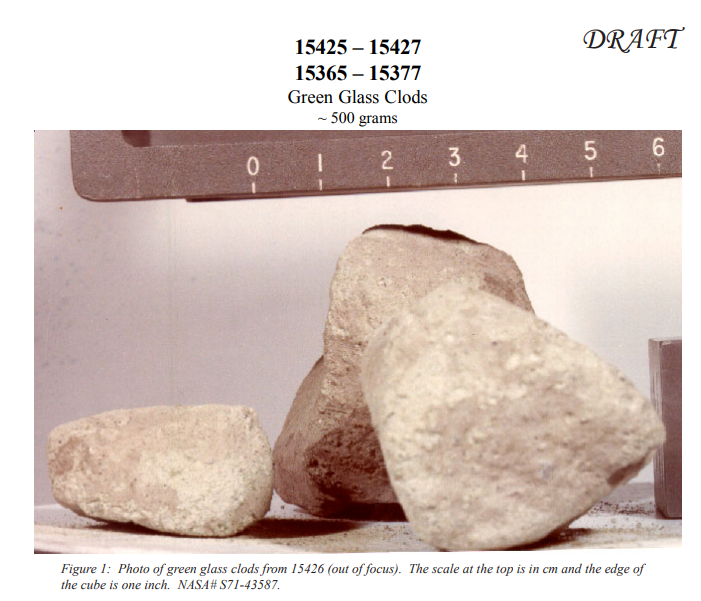 DRAFT
15425 – 15427
15365 – 15377
Green Glass Clods
~ 500 grams
0 1 2 3 4 5 6
Figure 1: Photo of green glass clods from 15426 (out of focus). The scale at the top is in cm and the edge of
the cube is one inch. NASA# S71-43587.